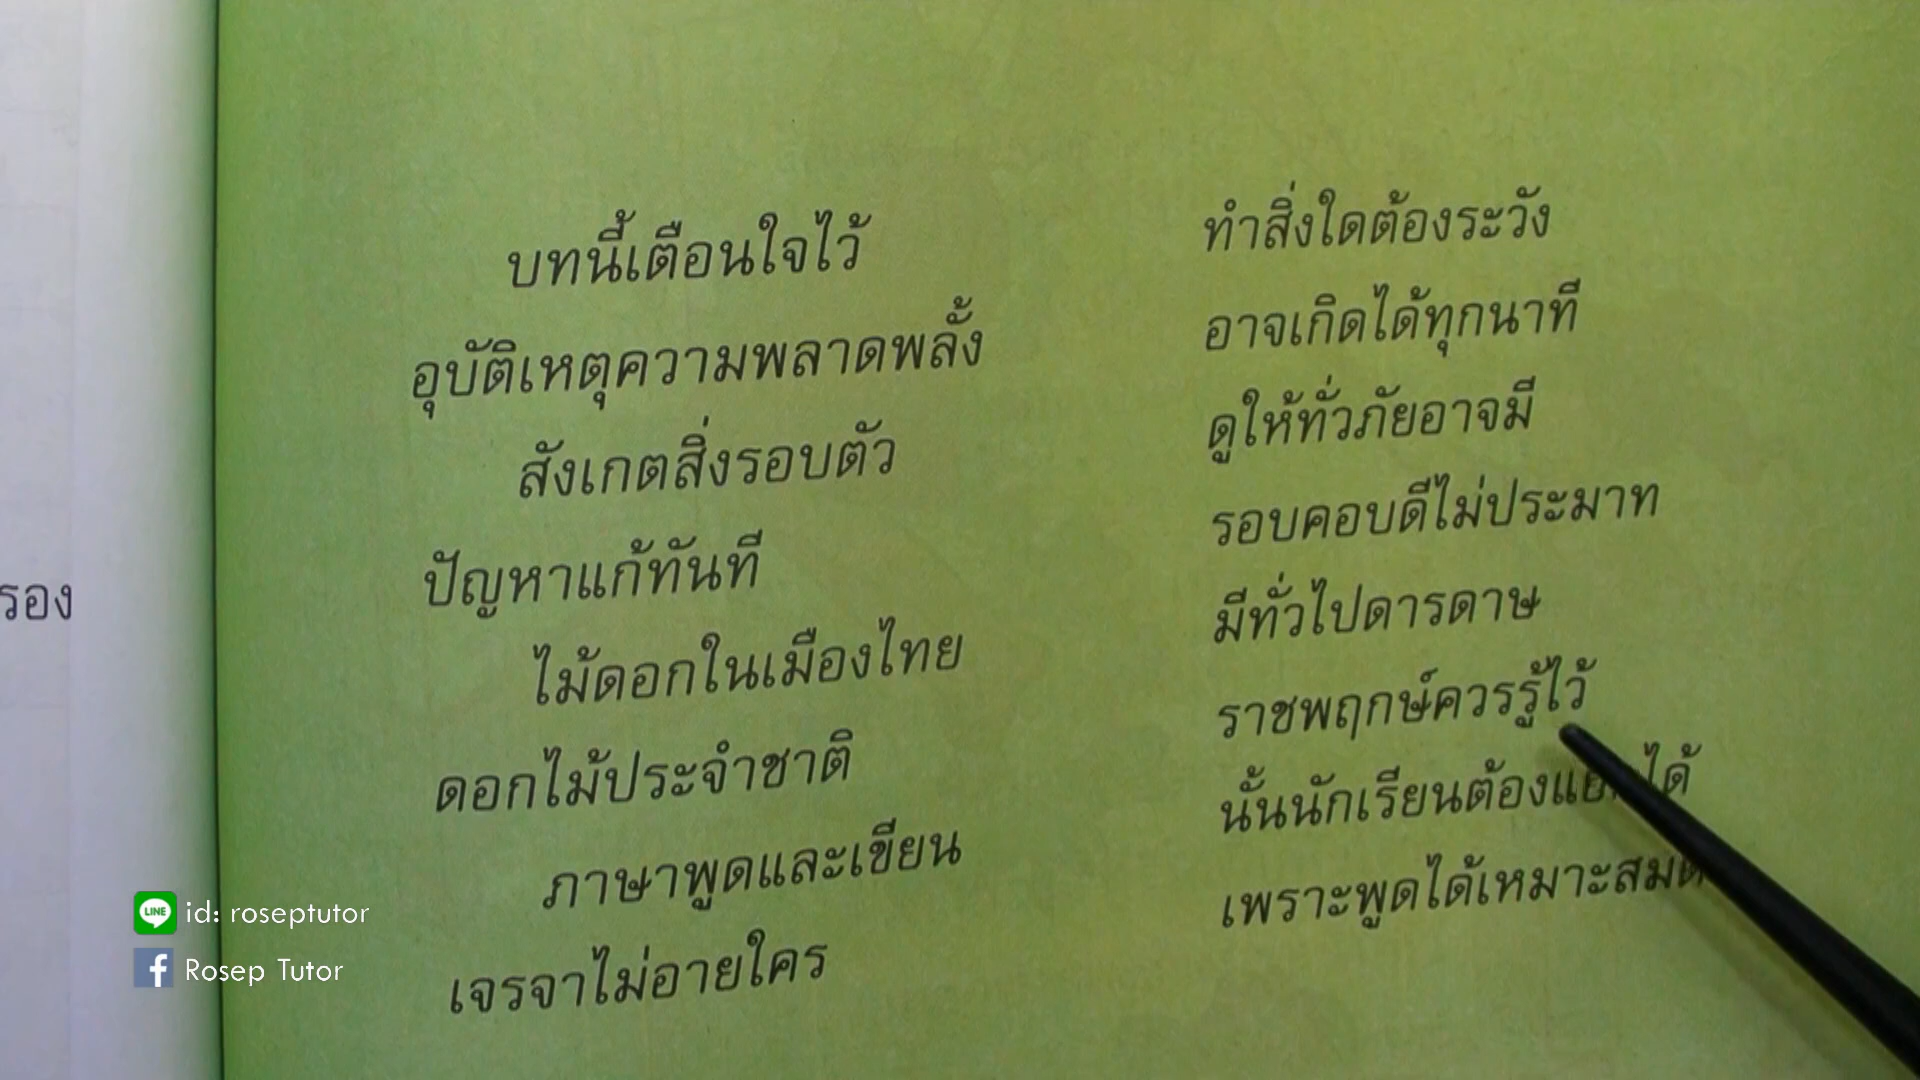 บทนี้เตือนใจไว้ ทำสิ่งใดต้องระวัง
อุบัติเหตุความพลาดพลั้ง อาจเกิดได้ทุกนาที
สังเกตสิ่งรอบตัว ดูให้ทั่วภัยอาจมี
ปัญหาแก้ทันที รอบคอบดีไม่ประมาท
ไม้ดอกในเมืองไทย มีทั่วไปดารดาษ
ดอกไม้ประจำชาติ ราชพฤกษ์ควรรู้ไว้
ภาษาพูดและเขียน นั้นนักเรียนต้อง
เจรจาไม่อายใคร เพราะพูดได้เหมาะสม
รอง
LINE id: roseptutor
f Rosep Tutor